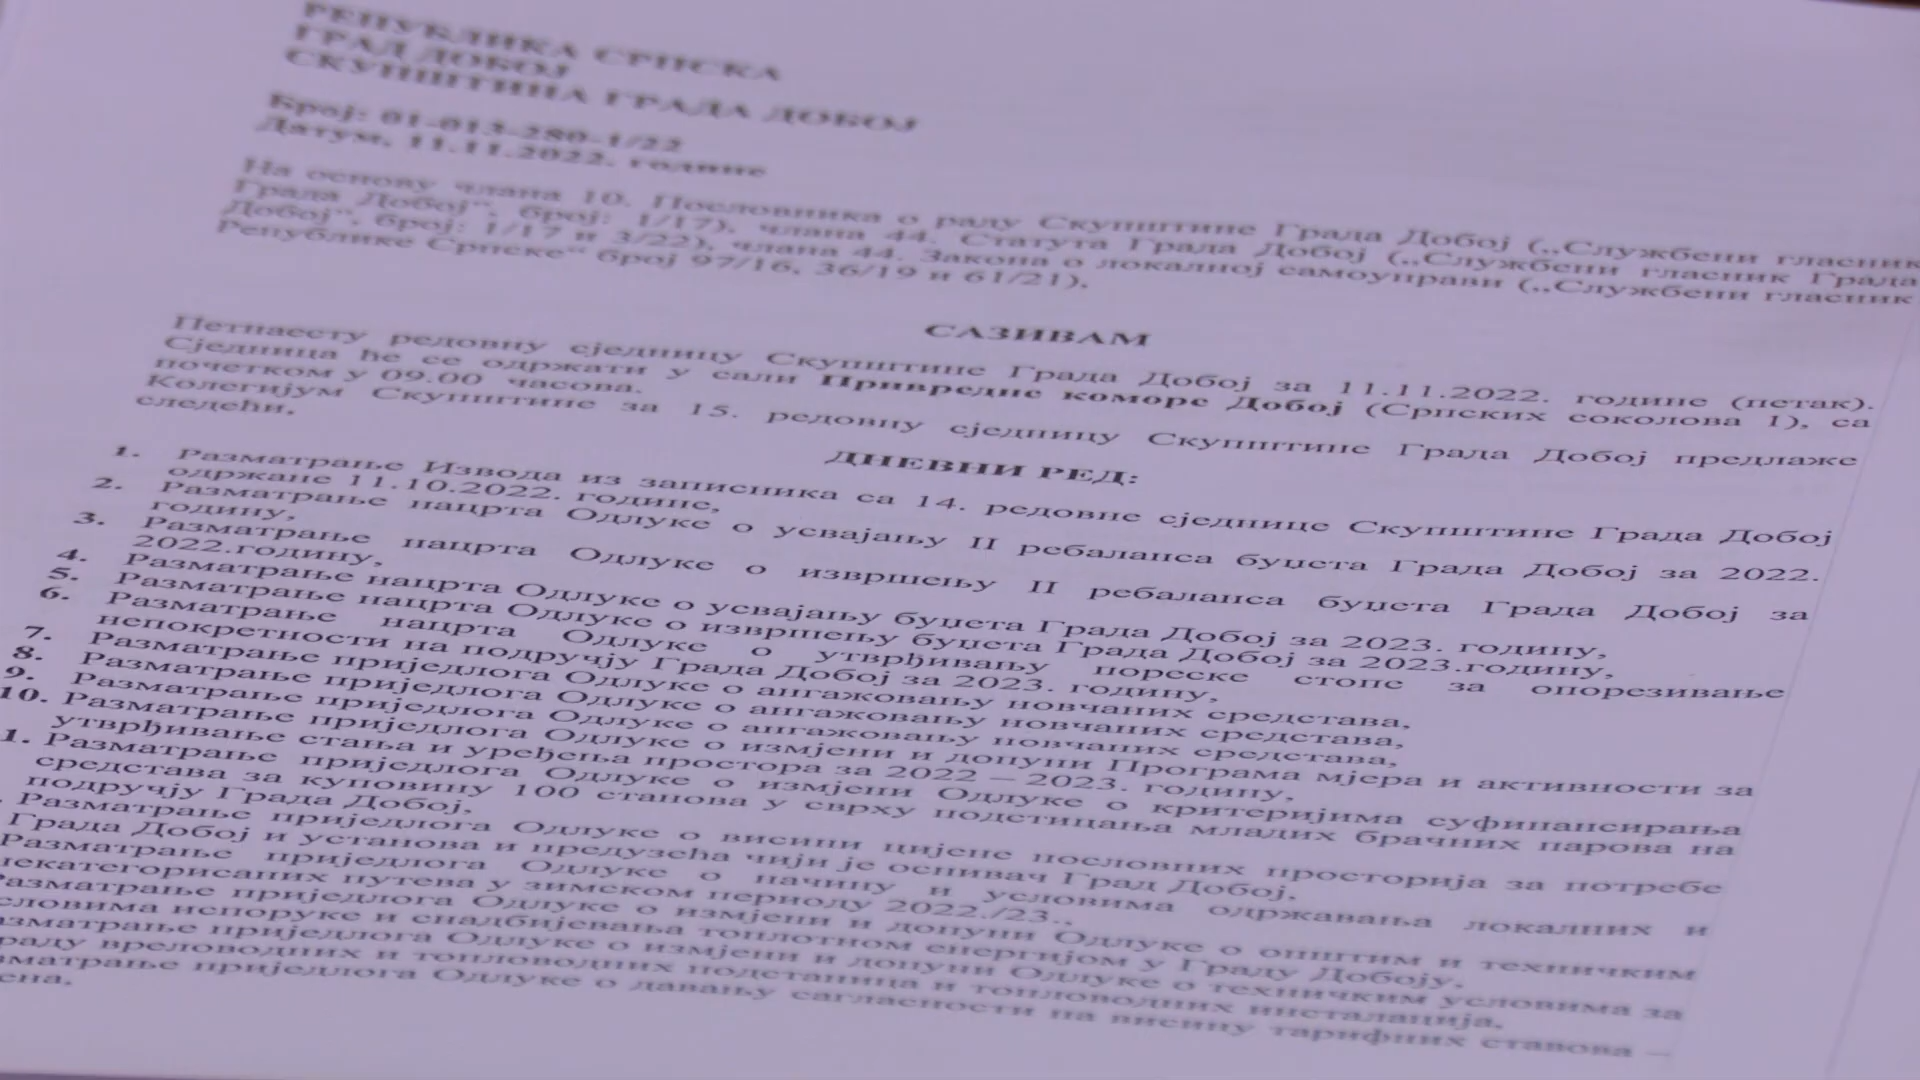 РЕПУБЛИКА СРПСКА
ГРАД ДОБОЈ
СКУПШТИНА ГРАДА ДОБОЈ
Број: 01-013-280-1/22
Датум, 11.11.2022. године
На основу члана 10. Пословника о раду Скупштине Града Добој („Службени гласник
Града Добој“, број: 1/17), члана 44. Статута Града Добој („Службени гласник Града
Добој“, број: 1/17 и 3/22), члана 44. Закона о локалној самоуправи („Службени гласник
Републике Српске“ број 97/16, 36/19 и 61/21),
САЗИВАМ
Петнаесту редовну сједницу Скупштине Града Добој за 11.11.2022. године (петак).
Сједница ће се одржати у сали Привредне коморе Добој (Српских соколова 1), са
почетком у 09.00 часова.
Колегијум Скупштине за 15. редовну сједницу Скупштине Града Добој предлаже
следећи,
ДНЕВНИ РЕД:
1. Разматрање Извода из записника са 14. редовне сједнице Скупштине Града Добој
одржане 11.10.2022. године,
2. Разматрање нацрта Одлуке о усвајању II ребаланса буџета Града Добој за 2022.
годину,
3. Разматрање нацрта Одлуке о извршењу II ребаланса буџета Града Добој за
2022.годину,
4. Разматрање нацрта Одлуке о усвајању буџета Града Добој за 2023. годину,
5. Разматрање нацрта Одлуке о извршењу буџета Града Добој за 2023.годину,
6. Разматрање нацрта Одлуке о утврђивању пореске стопе за опорезивање
непокретности на подручју Града Добој за 2023. годину,
7. Разматрање приједлога Одлуке о ангажовању новчаних средстава,
8. Разматрање приједлога Одлуке о ангажовању новчаних средстава,
9. Разматрање приједлога Одлуке о ангажовању новчаних средстава,
10. Разматрање приједлога Одлуке о измјени и допуни Програма мјера и активности за
утврђивање стања и уређења простора за 2022 – 2023. годину,
1. Разматрање приједлога Одлуке о измјени Одлуке о критеријима суфинансирања
средстава за куповину 100 станова у сврху подстицања младих брачних парова на
подручју Града Добој,
Разматрање приједлога Одлуке о висини цијене пословних просторија за потребе
Града Добој и установа и предузећа чији је оснивач Град Добој,
Разматрање приједлога Одлуке о начину и условима одржавања локалних и
некатегорисаних путева у зимском периоду 2022./23.,
Разматрање приједлога Одлуке о измјени и допуни Одлуке о општим и техничким
словима испоруке и снадбијевања топлотном енергијом у Граду Добоју,
азматрање приједлога Одлуке о измјени и допуни Одлуке о техничким условима за
раду вреловодних и топловодних подстаница и топловодних инсталација,
зматрање приједлога Одлуке о давању сагласности на висину тарифних ставова –
ена,